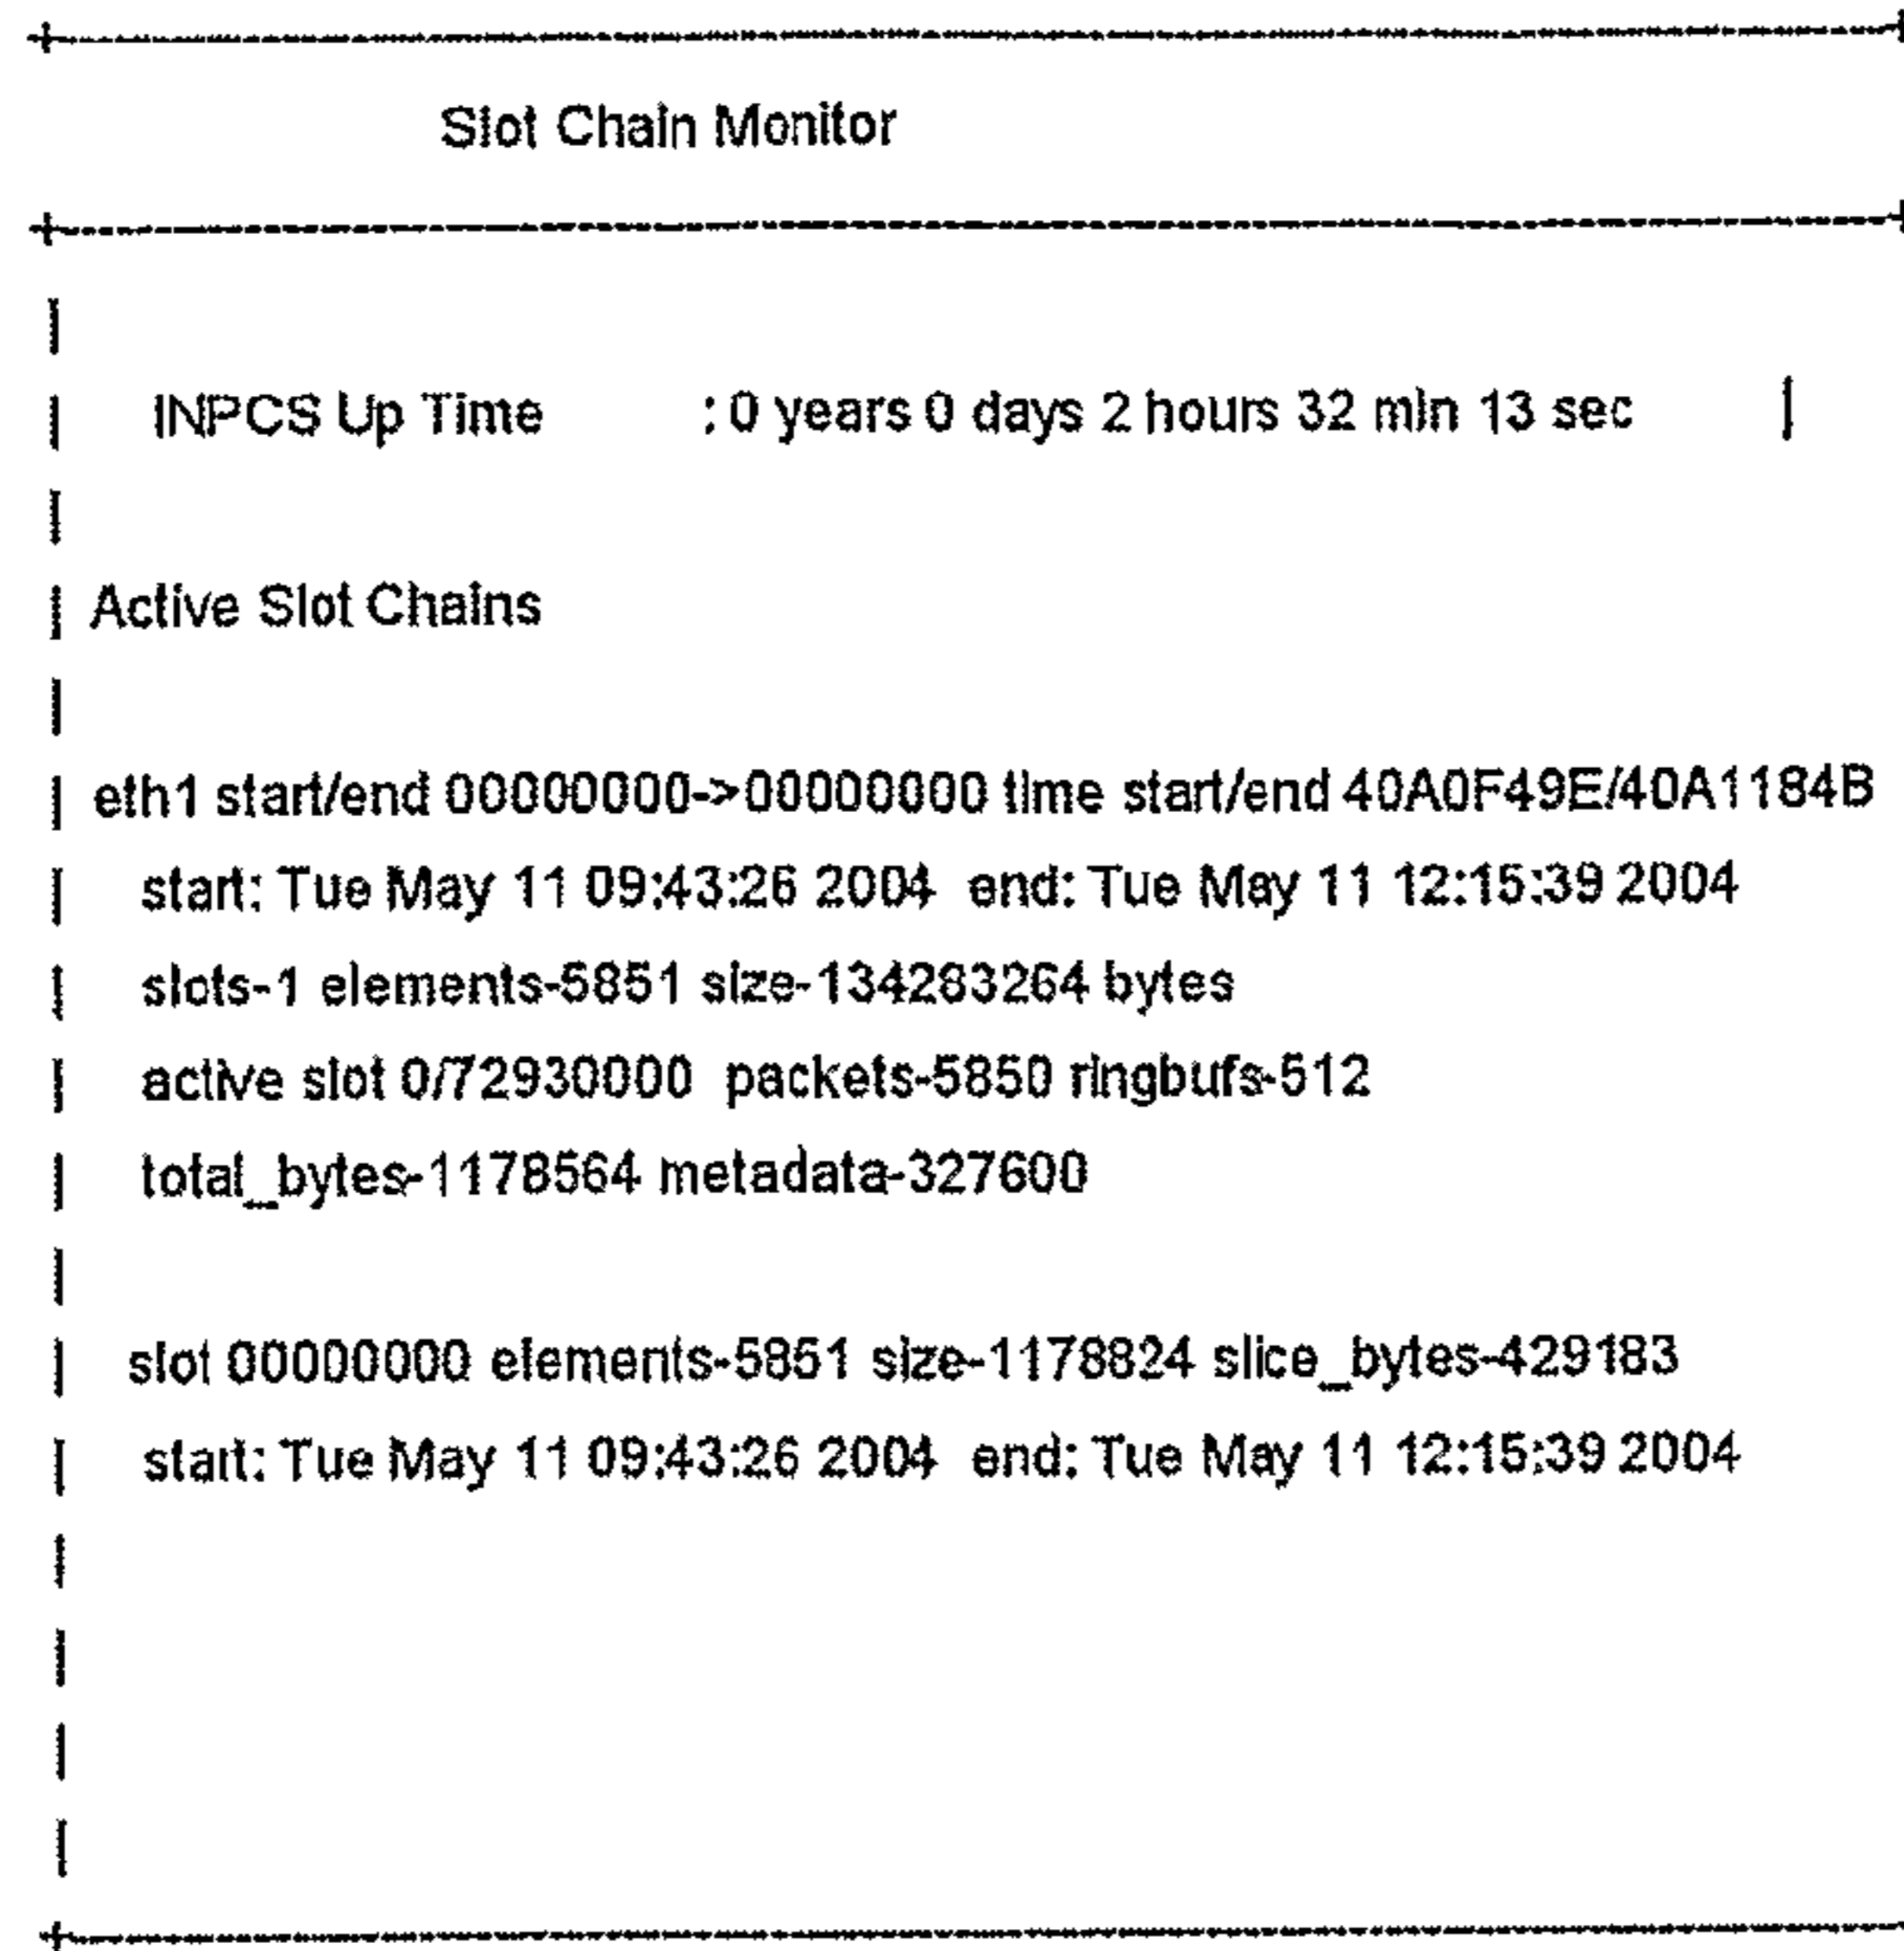 Slot Chain Monitor
INPCS Up Time : 0 years 0 days 2 hours 32 min 13 sec |
Active Slot Chains
eth1 start/end 00000000->00000000 time start/end 40A0F49E/40A1184B
start: Tue May 11 09:43:26 2004 end: Tue May 11 12:15:39 2004
slots-1 elements-5851 size-134283264 bytes
active slot 0/72930000 packets-5850 ringbufs-512
total_bytes-1178564 metadata-327600
slot 00000000 elements-5851 size-1178824 slice_bytes-429183
start: Tue May 11 09:43:26 2004 end: Tue May 11 12:15:39 2004